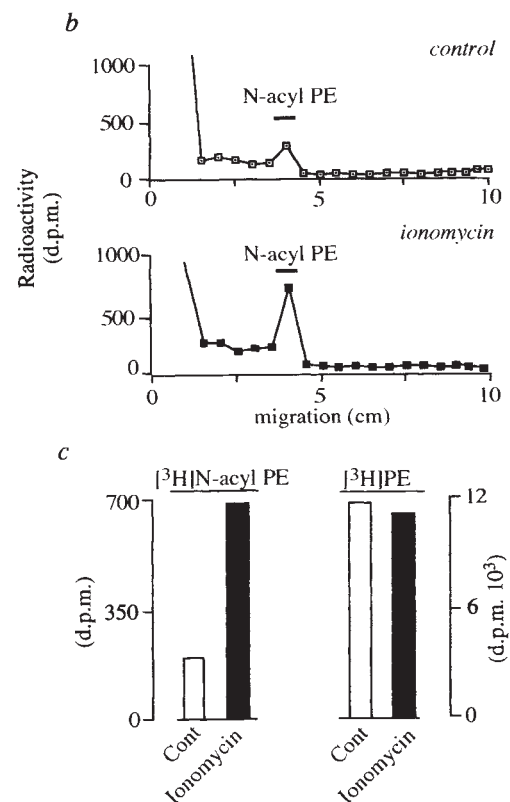 b
control
1000
N-acyl PE
500
0
0
5
10
ionomycin
1000
N-acyl PE
500
0
0
5
10
migration (cm)
Radioactivity
(d.p.m.)
c
[³H]N-acyl PE
[³H]PE
700
350
0
(d.p.m.)
12
6
0
(d.p.m. 10³)
Cont
Ionomycin
Cont
Ionomycin